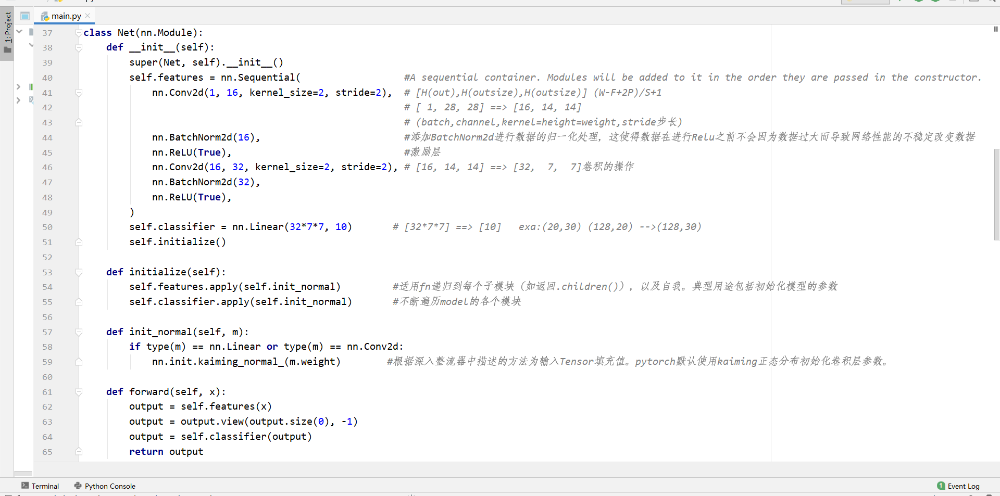 1: Project
main.py
37 class Net(nn.Module):
38 def __init__(self):
39 super(Net, self).__init__()
40 self.features = nn.Sequential( #A sequential container. Modules will be added to it in the order they are passed in the constructor.
41 nn.Conv2d(1, 16, kernel_size=2, stride=2), # [H(out),H(outsize),H(outsize)] (W-F+2P)/S+1
42 # [ 1, 28, 28] ==> [16, 14, 14]
43 # (batch,channel,kernel=height=weight,stride步长)
44 nn.BatchNorm2d(16), #添加BatchNorm2d进行数据的归一化处理，这使得数据在进行Relu之前不会因为数据过大而导致网络性能的不稳定改变数据
45 nn.ReLU(True), #激励层
46 nn.Conv2d(16, 32, kernel_size=2, stride=2), # [16, 14, 14] ==> [32, 7, 7]卷积的操作
47 nn.BatchNorm2d(32),
48 nn.ReLU(True),
49 )
50 self.classifier = nn.Linear(32*7*7, 10) # [32*7*7] ==> [10] exa:(20,30) (128,20) -->(128,30)
51 self.initialize()
52
53 def initialize(self):
54 self.features.apply(self.init_normal) #适用fn递归到每个子模块（如返回.children()），以及自我。典型用途包括初始化模型的参数
55 self.classifier.apply(self.init_normal) #不断遍历model的各个模块
56
57 def init_normal(self, m):
58 if type(m) == nn.Linear or type(m) == nn.Conv2d:
59 nn.init.kaiming_normal_(m.weight) #根据深入整流器中描述的方法为输入Tensor填充值。pytorch默认使用kaiming正态分布初始化卷积层参数。
60
61 def forward(self, x):
62 output = self.features(x)
63 output = output.view(output.size(0), -1)
64 output = self.classifier(output)
65 return output
Terminal Python Console 1 Event Log